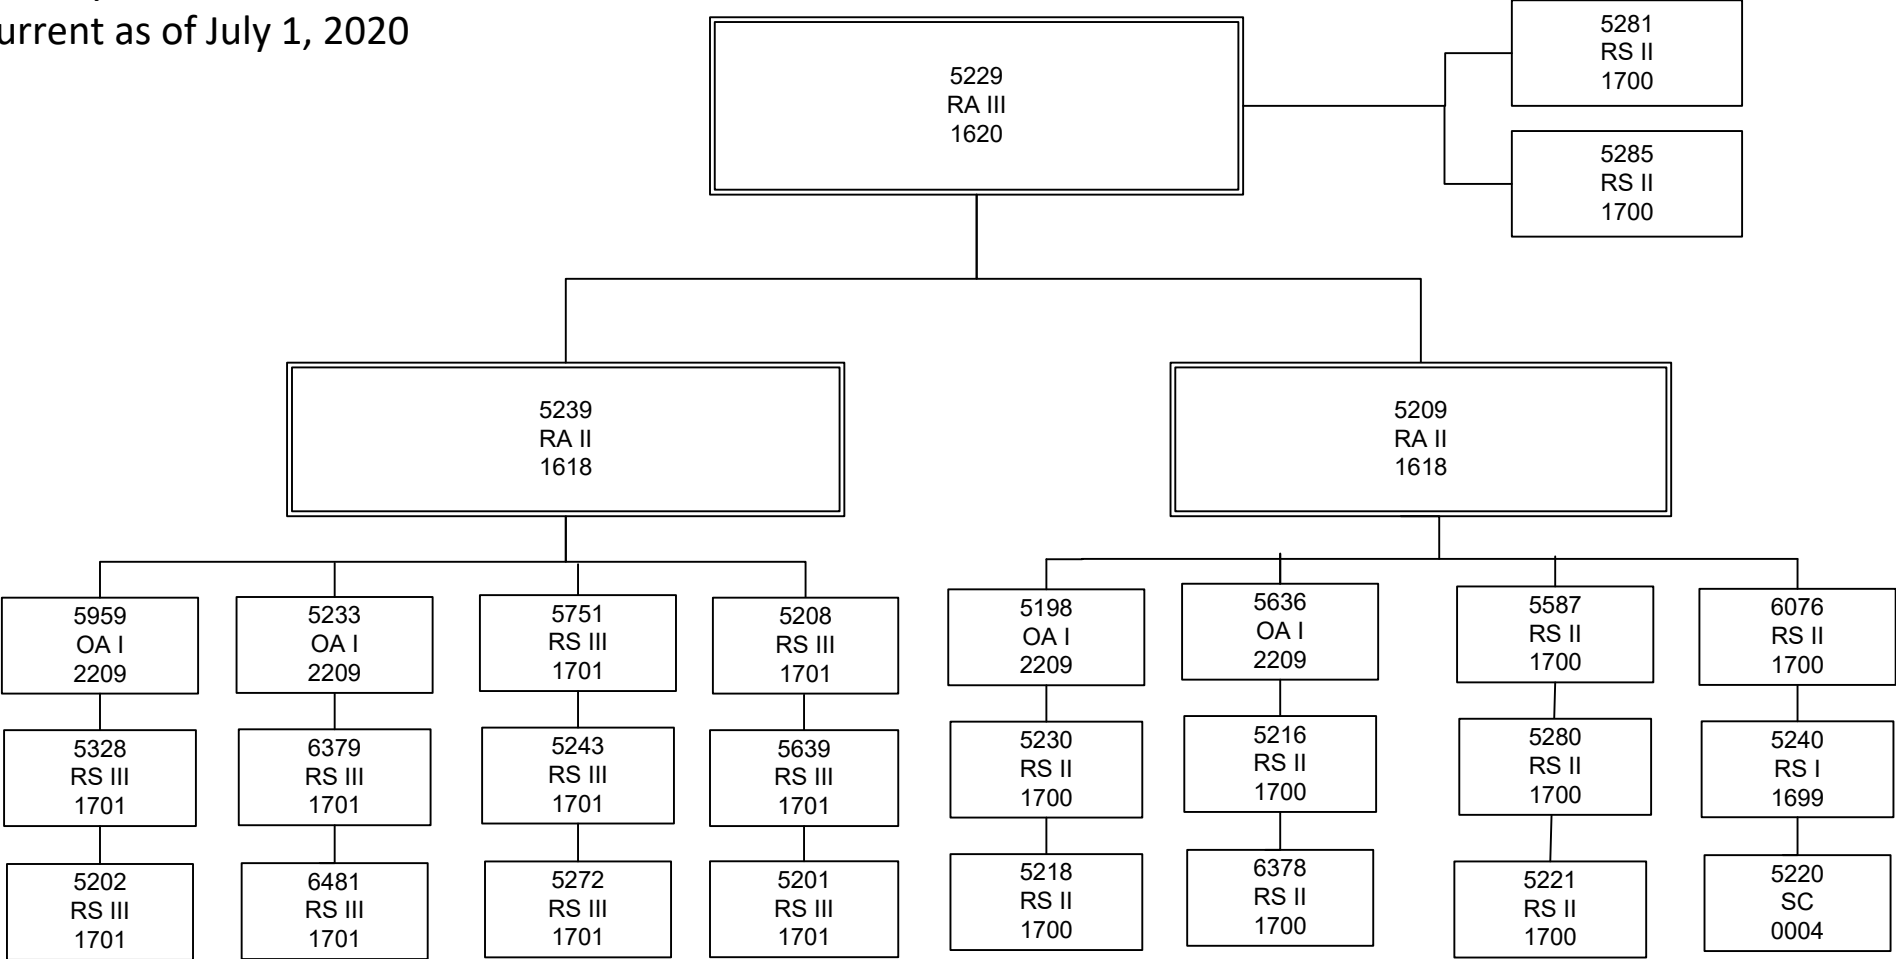 urrent as of July 1, 2020
5229
RA III
1620
5281
RS II
1700
5285
RS II
1700
5239
RA II
1618
5209
RA II
1618
5959
OA I
2209
5233
OA I
2209
5751
RS III
1701
5208
RS III
1701
5198
OA I
2209
5636
OA I
2209
5587
RS II
1700
6076
RS II
1700
5328
RS III
1701
6379
RS III
1701
5243
RS III
1701
5639
RS III
1701
5230
RS II
1700
5216
RS II
1700
5280
RS II
1700
5240
RS I
1699
5202
RS III
1701
6481
RS III
1701
5272
RS III
1701
5201
RS III
1701
5218
RS II
1700
6378
RS II
1700
5221
RS II
1700
5220
SC
0004